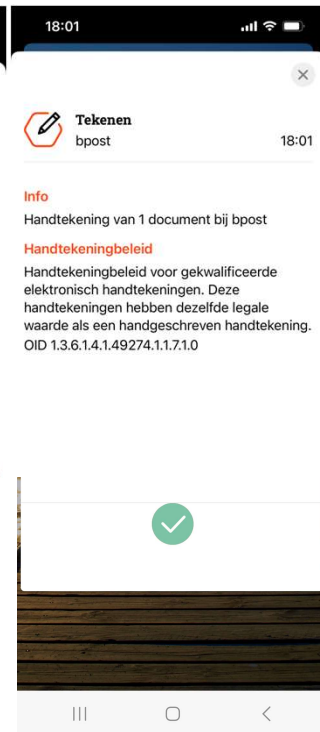 18:01
Tekenen
bpost
18:01
Info
Handtekening van 1 document bij bpost
Handtekeningbeleid
Handtekeningbeleid voor gekwalificeerde
elektronisch handtekeningen. Deze
handtekeningen hebben dezelfde legale
waarde als een handgeschreven handtekening.
OID 1.3.6.1.4.1.49274.1.1.7.1.0